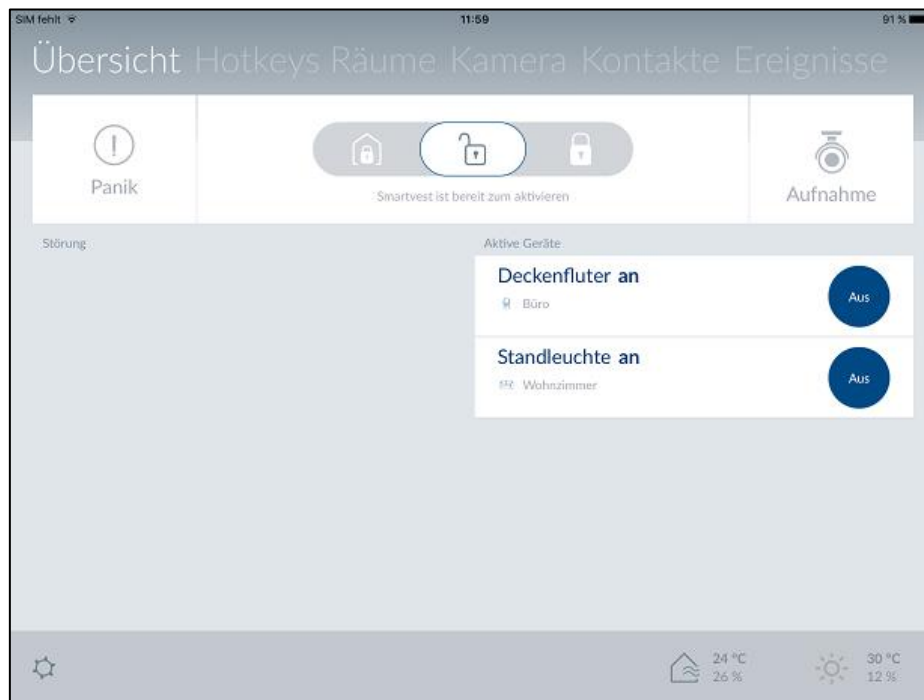 SIM fehlt 11:59 91 %
Übersicht Hotkeys Räume Kamera Kontakte Ereignisse
Panik
Smartvest ist bereit zum aktivieren
Aufnahme
Störung
Aktive Geräte
Deckenfluter an
Büro
Aus
Standleuchte an
Wohnzimmer
Aus
24 °C
26 %
30 °C
12 %